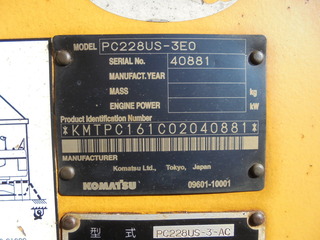 MODEL PC228US-3E0
SERIAL No. 40881
MANUFACT.YEAR
MASS kg
ENGINE POWER kW
Product Identification Number
*KMTPC161C02040881*
MANUFACTURER
Komatsu Ltd., Tokyo, Japan
KOMATSU 09601-10001
型式 PC228US-3-AC